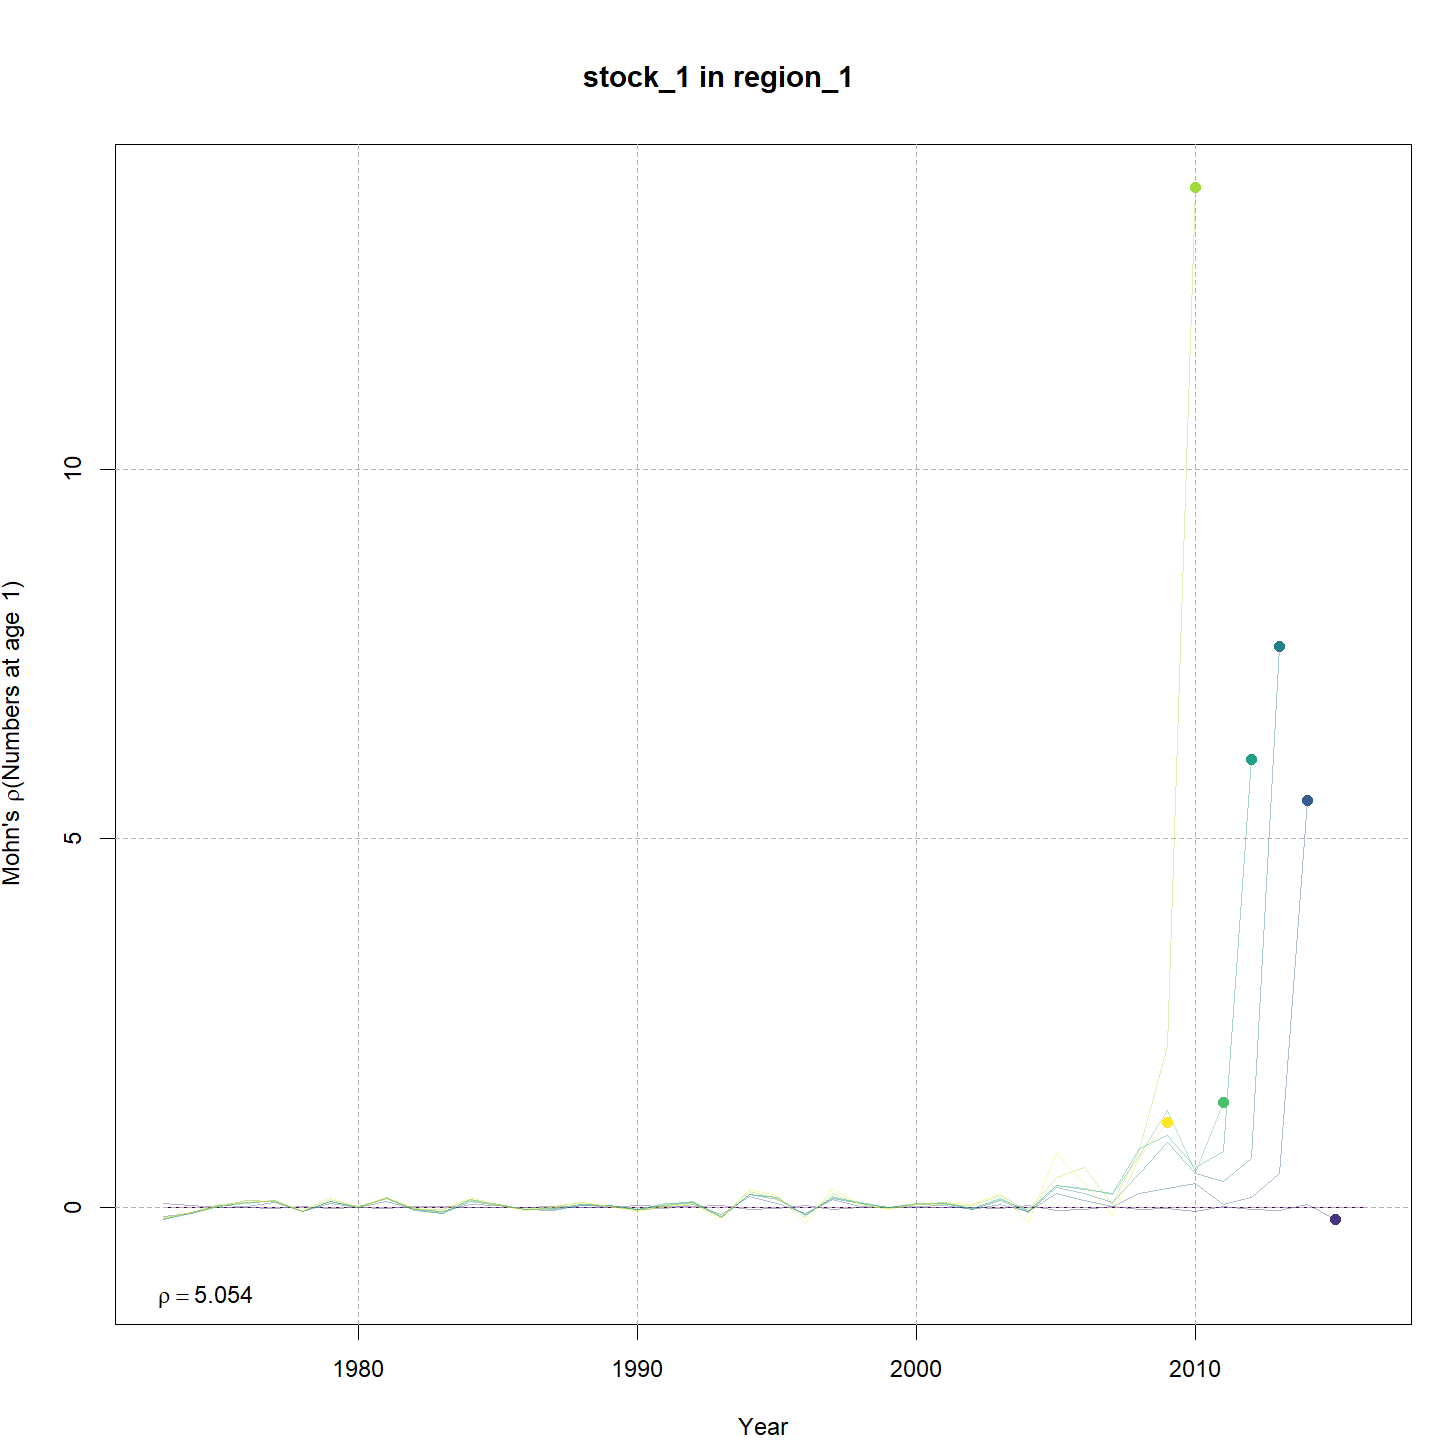 stock_1 in region_1
Mohn's ρ(Numbers at age 1)
10
5
0
ρ = 5.054
1980 1990 2000 2010
Year